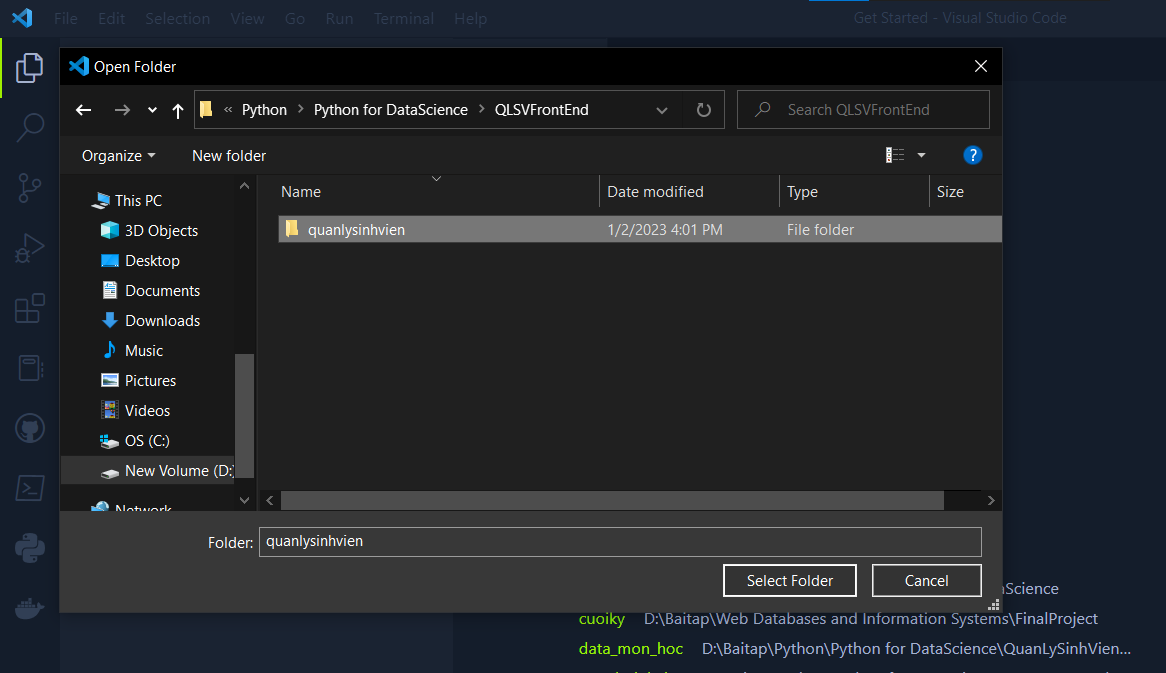 File Edit Selection View Go Run Terminal Help Get Started - Visual Studio Code
Open Folder
« Python > Python for DataScience > QLSVFrontEnd Search QLSVFrontEnd
Organize New folder ?
Name Date modified Type Size
quanlysinhvien 1/2/2023 4:01 PM File folder
This PC
3D Objects
Desktop
Documents
Downloads
Music
Pictures
Videos
OS (C:)
New Volume (D:)
Network
Folder: quanlysinhvien
Select Folder Cancel
cuoiky D:\Baitap\Web Databases and Information Systems\FinalProject
data_mon_hoc D:\Baitap\Python\Python for DataScience\QuanLySinhVien...